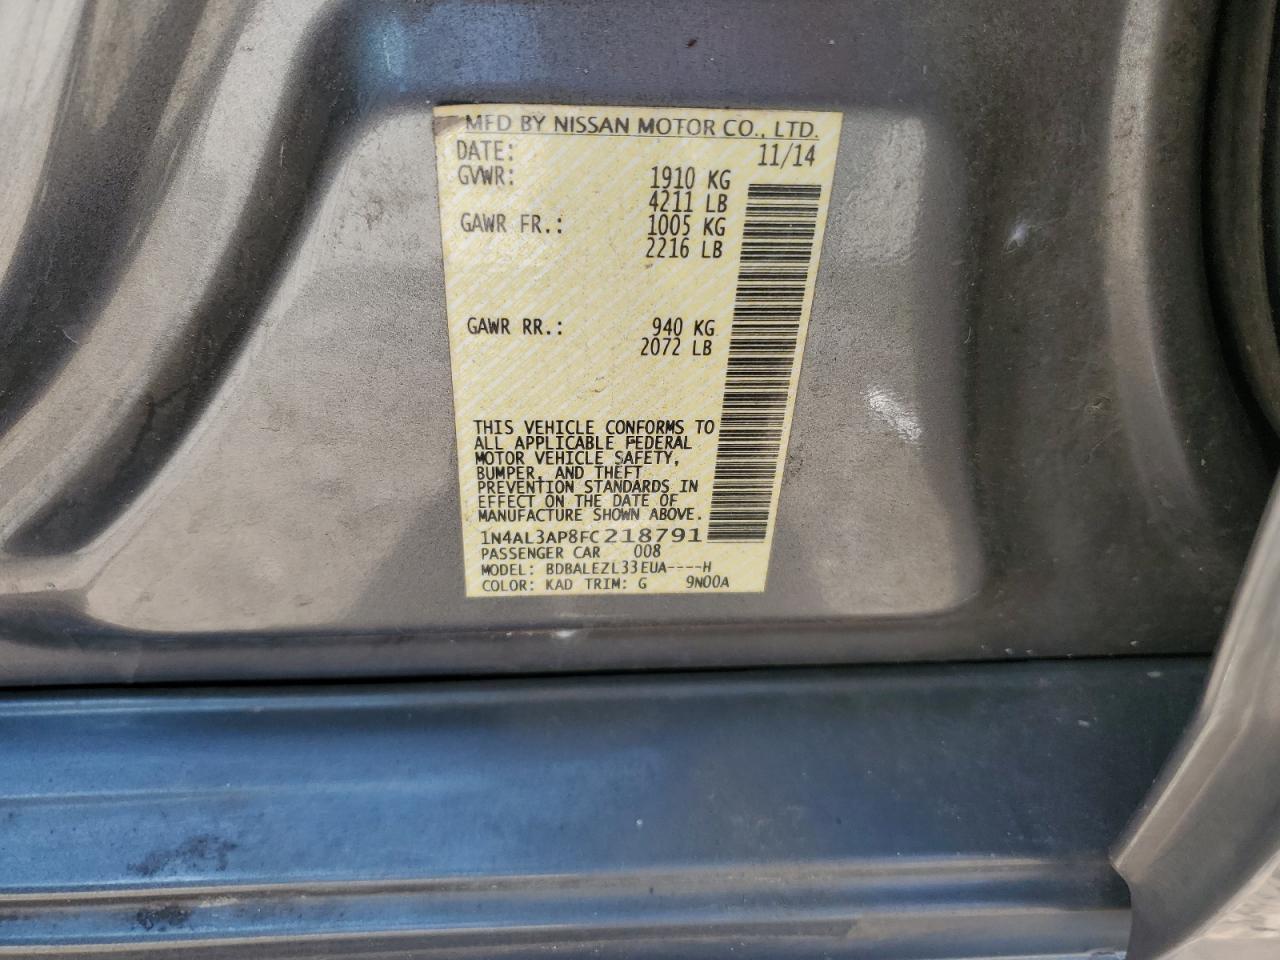 MFD BY NISSAN MOTOR CO., LTD.
DATE: 11/14
GVWR: 1910 KG
4211 LB
GAWR FR.: 1005 KG
2216 LB
GAWR RR.: 940 KG
2072 LB
THIS VEHICLE CONFORMS TO
ALL APPLICABLE FEDERAL
MOTOR VEHICLE SAFETY,
BUMPER, AND THEFT
PREVENTION STANDARDS IN
EFFECT ON THE DATE OF
MANUFACTURE SHOWN ABOVE.
1N4AL3AP8FC218791
PASSENGER CAR 008
MODEL: BDBALEZL33EUA----H
COLOR: KAD TRIM: G 9N00A